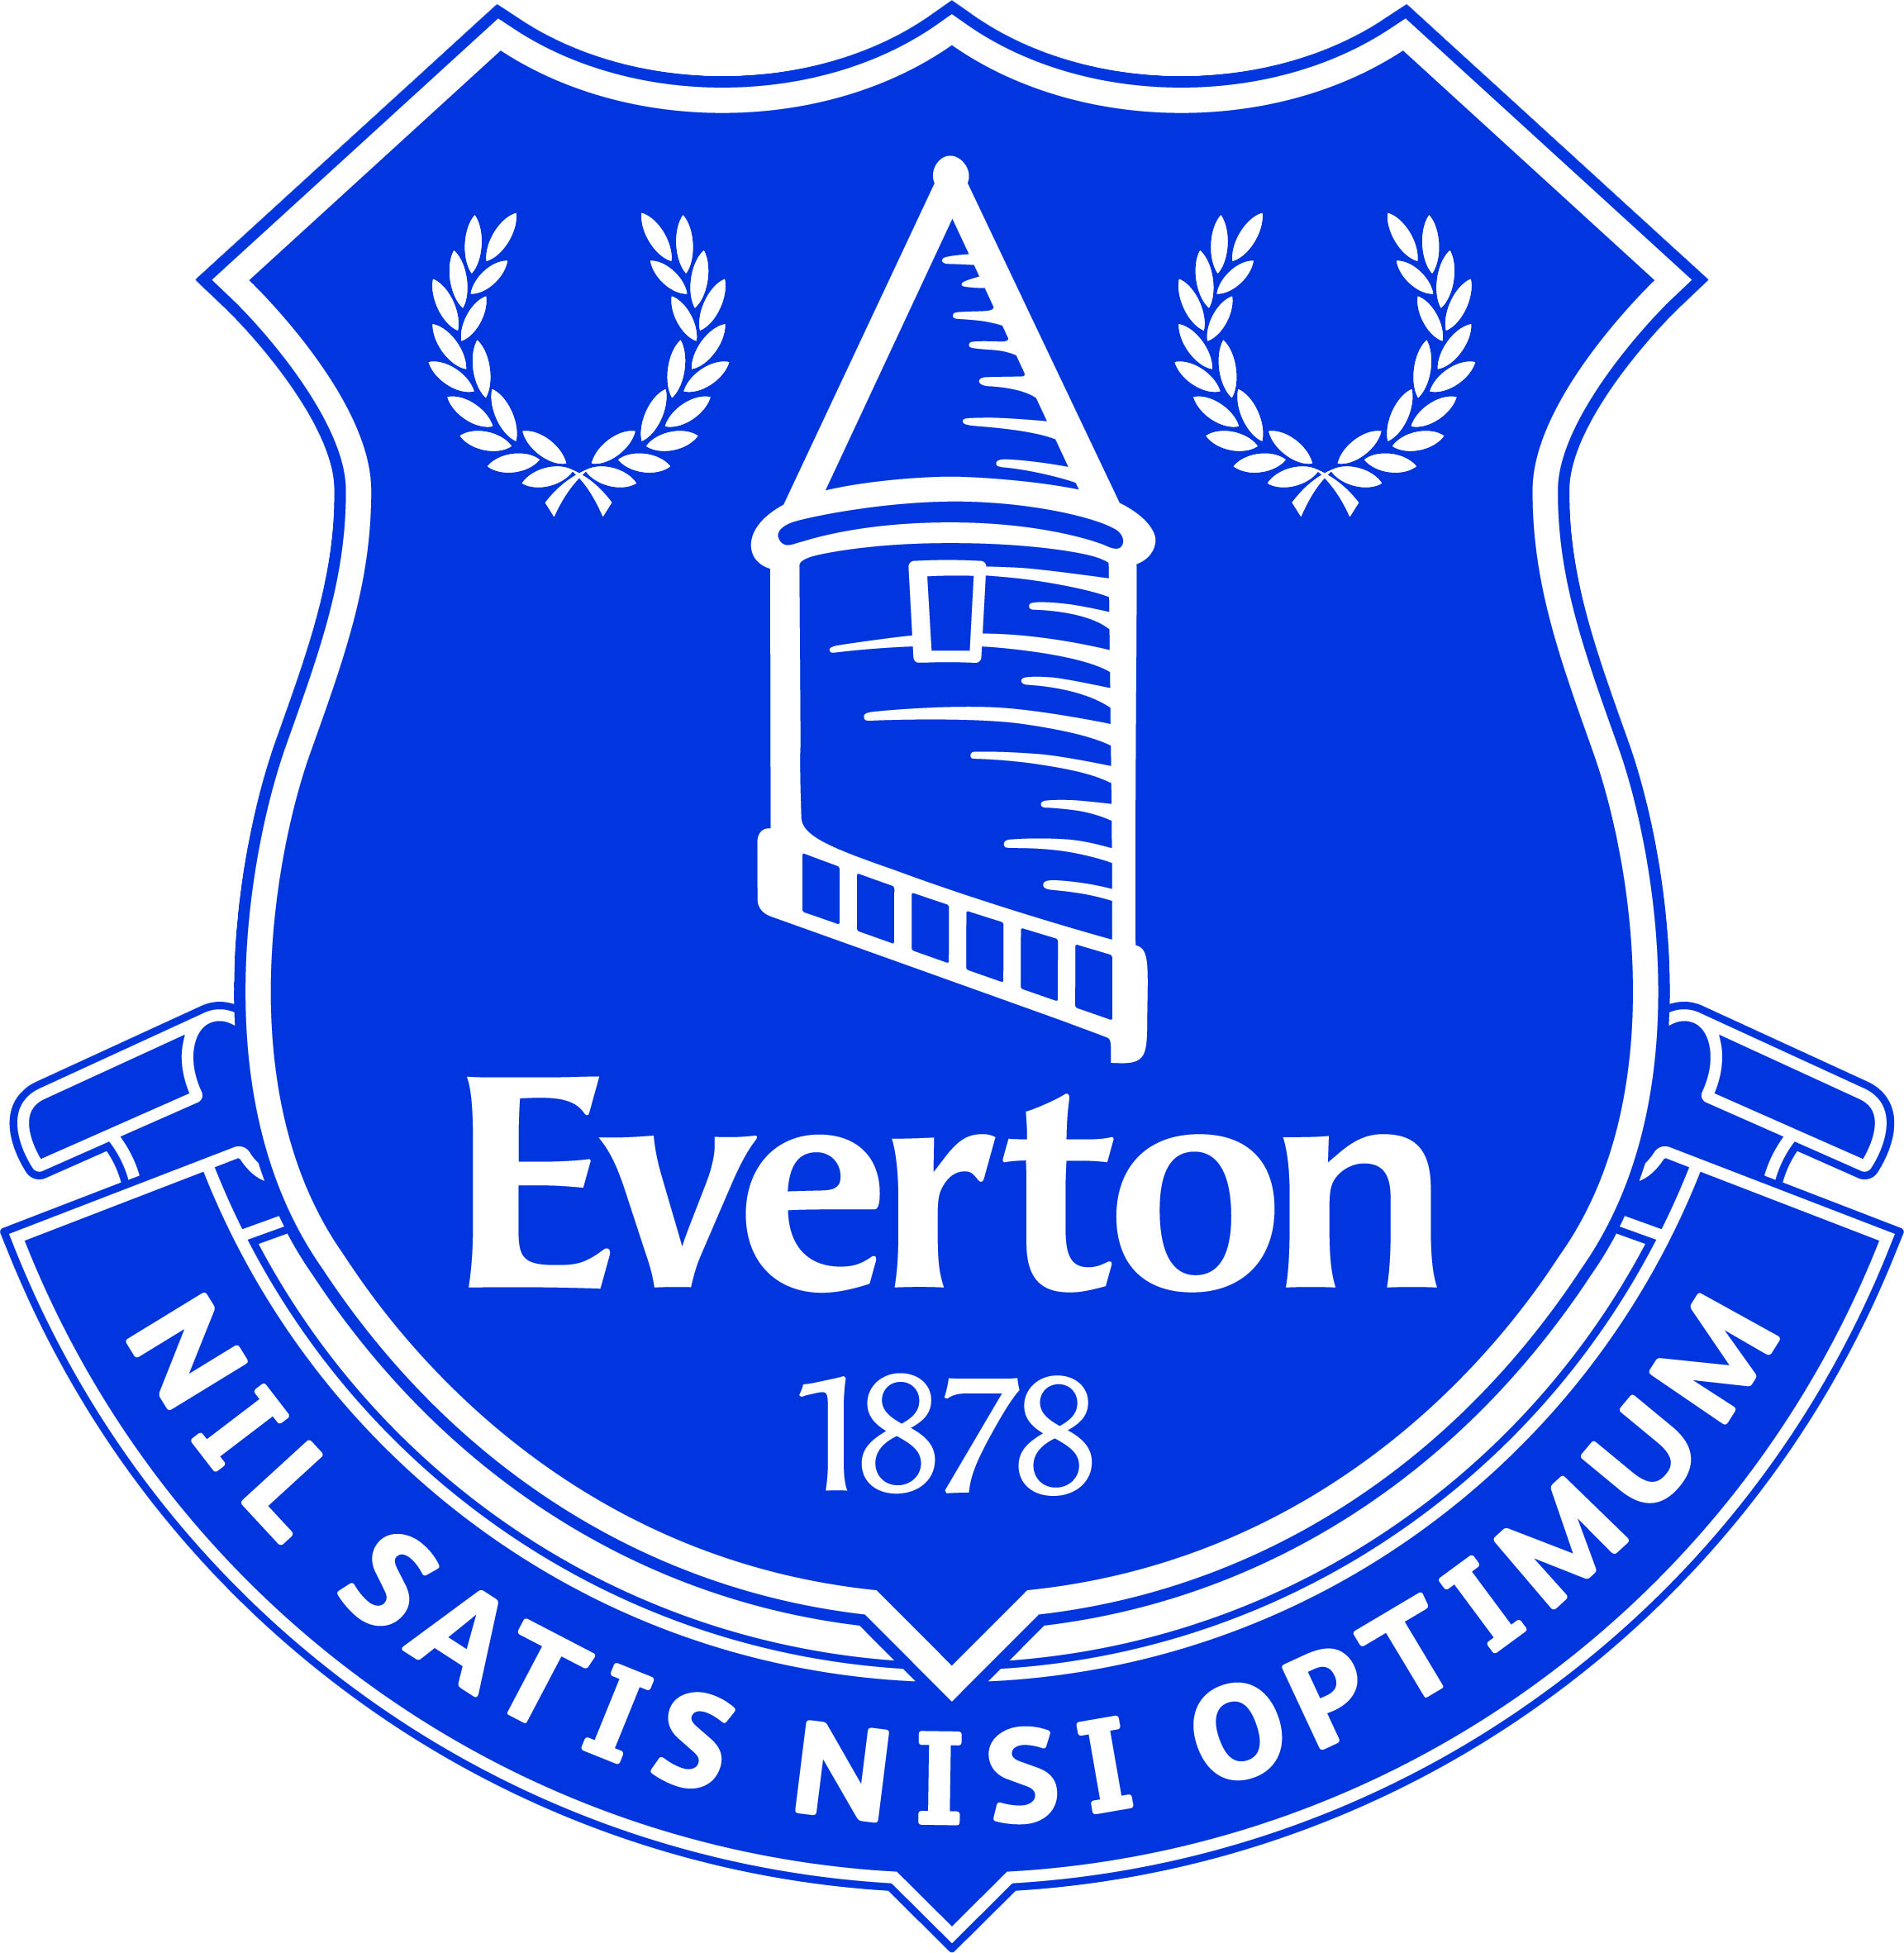 Everton
1878
NIL SATIS NISI OPTIMUM